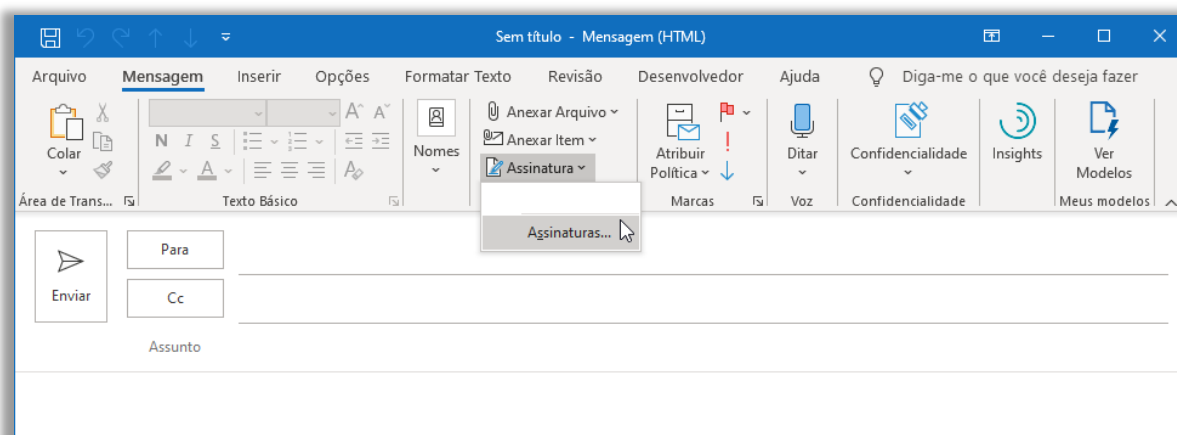 Sem título - Mensagem (HTML)
Arquivo Mensagem Inserir Opções Formatar Texto Revisão Desenvolvedor Ajuda Diga-me o que você deseja fazer
Colar
Área de Trans...
N I S
A A A
Texto Básico
Nomes
Anexar Arquivo
Anexar Item
Assinatura
Assinaturas...
Atribuir
Política
Marcas
Ditar
Voz
Confidencialidade
Confidencialidade
Insights
Ver
Modelos
Meus modelos
Enviar
Para
Cc
Assunto